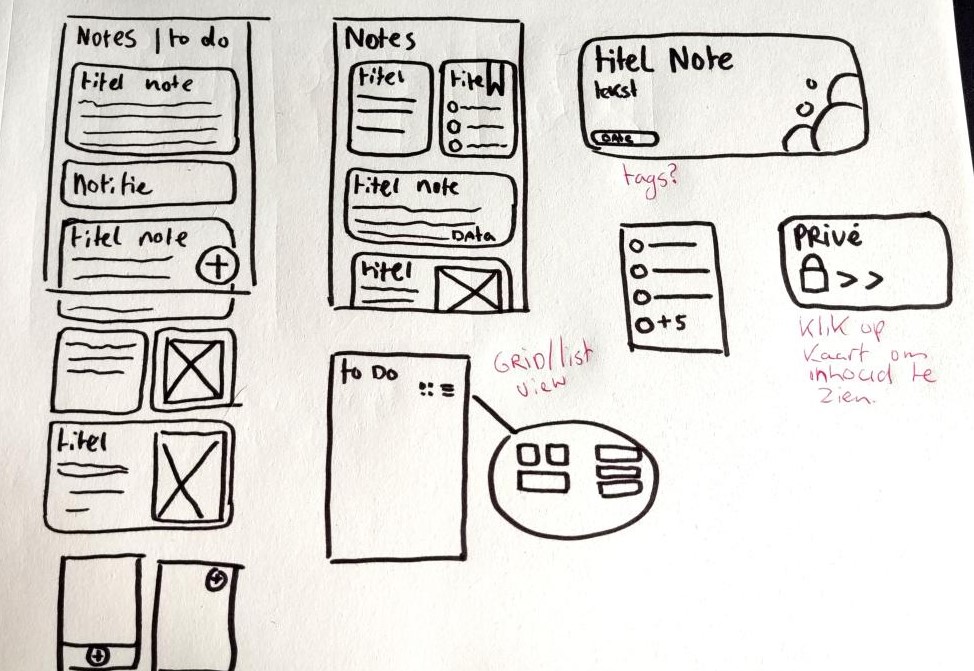 Notes | to do
titel note
Notitie
titel note
+
titel
+
+
Notes
titel
titel
titel note
DAta
titel
to Do
GRID/list
view
titel Note
tekst
DAte
tags?
+5
PRIVé
>>
Klik op
kaart om
inhoud te
zien.